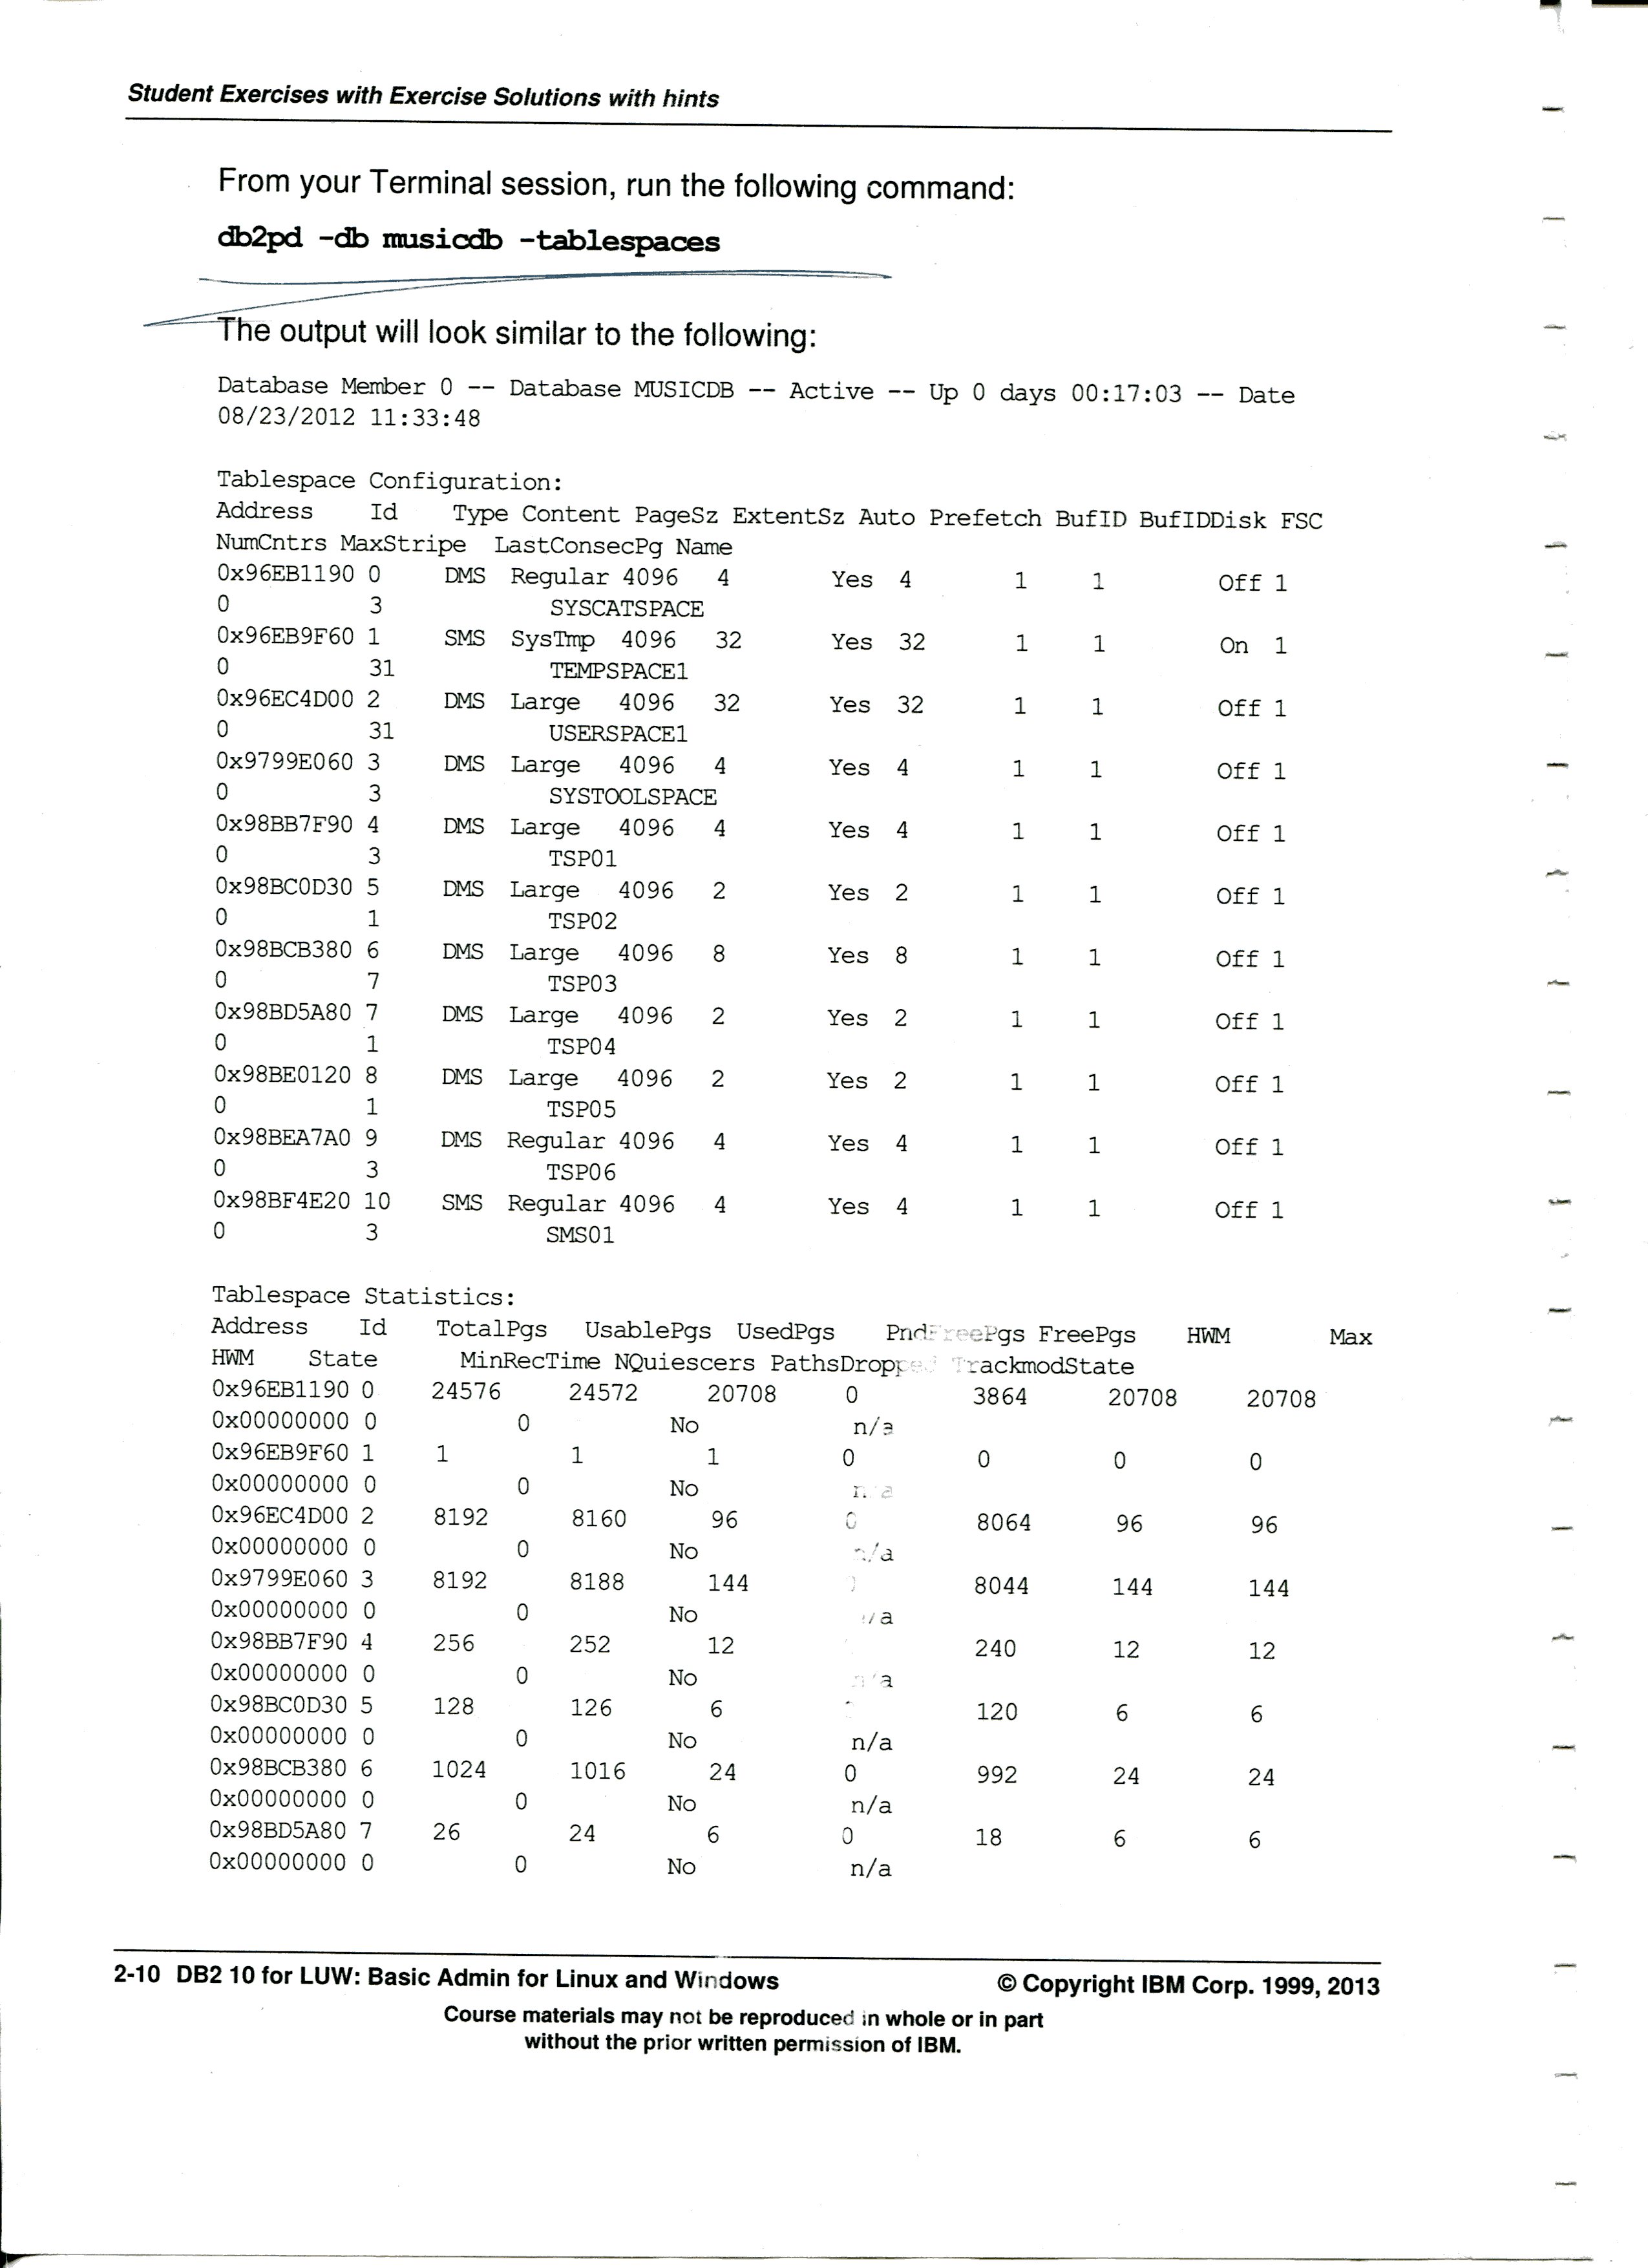 Student Exercises with Exercise Solutions with hints
From your Terminal session, run the following command:
db2pd -db musicdb -tablespaces
The output will look similar to the following:
Database Member 0 -- Database MUSICDB -- Active -- Up 0 days 00:17:03 -- Date
08/23/2012 11:33:48
Tablespace Configuration:
Address Id Type Content PageSz ExtentSz Auto Prefetch BufID BufIDDisk FSC
NumCntrs MaxStripe LastConsecPg Name
0x96EB1190 0 DMS Regular 4096 4 Yes 4 1 1 Off 1
0 3 SYSCATSPACE
0x96EB9F60 1 SMS SysTmp 4096 32 Yes 32 1 1 On 1
0 31 TEMPSPACE1
0x96EC4D00 2 DMS Large 4096 32 Yes 32 1 1 Off 1
0 31 USERSPACE1
0x9799E060 3 DMS Large 4096 4 Yes 4 1 1 Off 1
0 3 SYSTOOLSPACE
0x98BB7F90 4 DMS Large 4096 4 Yes 4 1 1 Off 1
0 3 TSP01
0x98BC0D30 5 DMS Large 4096 2 Yes 2 1 1 Off 1
0 1 TSP02
0x98BCB380 6 DMS Large 4096 8 Yes 8 1 1 Off 1
0 7 TSP03
0x98BD5A80 7 DMS Large 4096 2 Yes 2 1 1 Off 1
0 1 TSP04
0x98BE0120 8 DMS Large 4096 2 Yes 2 1 1 Off 1
0 1 TSP05
0x98BEA7A0 9 DMS Regular 4096 4 Yes 4 1 1 Off 1
0 3 TSP06
0x98BF4E20 10 SMS Regular 4096 4 Yes 4 1 1 Off 1
0 3 SMS01
Tablespace Statistics:
Address Id TotalPgs UsablePgs UsedPgs PndFreePgs FreePgs HWM Max
HWM State MinRecTime NQuiescers PathsDropped TrackmodState
0x96EB1190 0 24576 24572 20708 0 3864 20708 20708
0x00000000 0 0 No n/a
0x96EB9F60 1 1 1 1 0 0 0 0
0x00000000 0 0 No n/a
0x96EC4D00 2 8192 8160 96 0 8064 96 96
0x00000000 0 0 No n/a
0x9799E060 3 8192 8188 144 8044 144 144
0x00000000 0 0 No n/a
0x98BB7F90 4 256 252 12 240 12 12
0x00000000 0 0 No n/a
0x98BC0D30 5 128 126 6 120 6 6
0x00000000 0 0 No n/a
0x98BCB380 6 1024 1016 24 0 992 24 24
0x00000000 0 0 No n/a
0x98BD5A80 7 26 24 6 0 18 6 6
0x00000000 0 0 No n/a
2-10 DB2 10 for LUW: Basic Admin for Linux and Windows © Copyright IBM Corp. 1999, 2013
Course materials may not be reproduced in whole or in part
without the prior written permission of IBM.